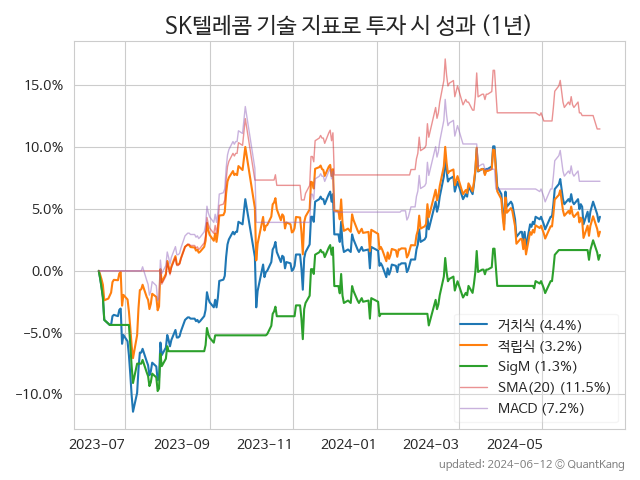 SK텔레콤 기술 지표로 투자 시 성과 (1년)
15.0%
10.0%
5.0%
0.0%
−5.0%
−10.0%
거치식 (4.4%)
적립식 (3.2%)
SigM (1.3%)
SMA(20) (11.5%)
MACD (7.2%)
2023-07
2023-09
2023-11
2024-01
2024-03
2024-05
updated: 2024-06-12 © QuantKang